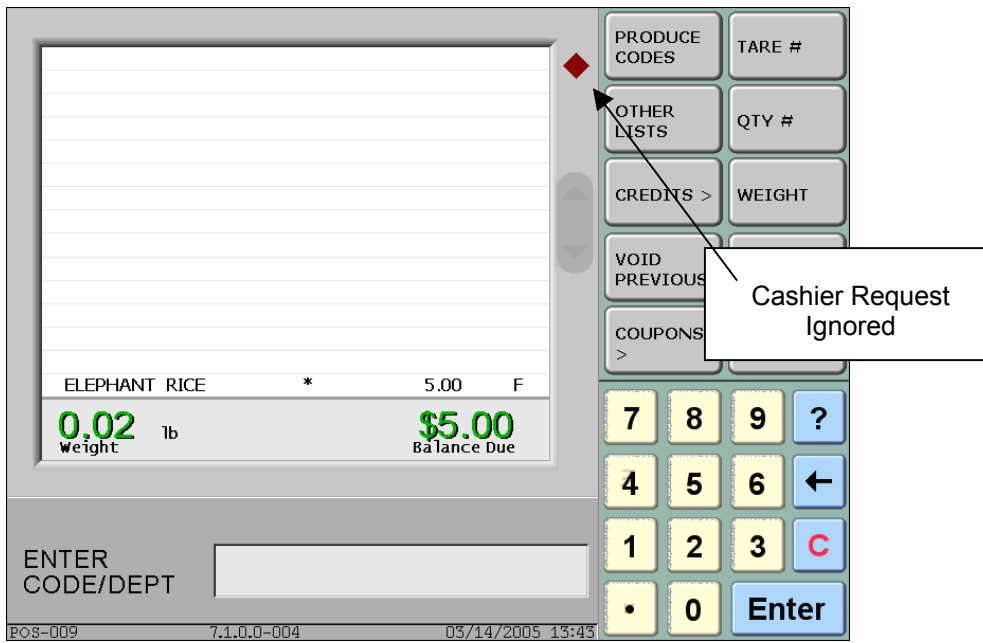 PRODUCE
CODES
TARE #
OTHER
LISTS
QTY #
CREDITS >
WEIGHT
VOID
PREVIOUS
COUPONS
>
Cashier Request
Ignored
ELEPHANT RICE * 5.00 F
0.02 lb
Weight
$5.00
Balance Due
7 8 9 ?
4 5 6 ←
1 2 3 C
. 0 Enter
ENTER
CODE/DEPT
POS-009 7.1.0.0-004 03/14/2005 13:43